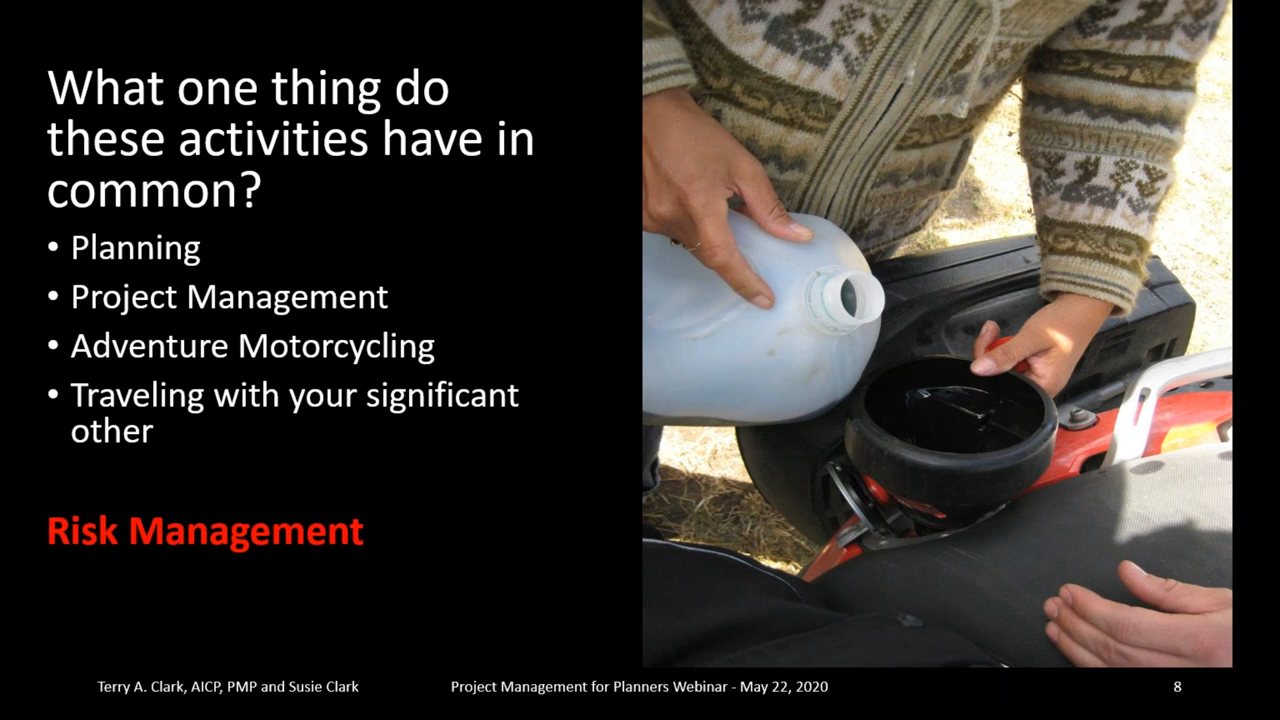 What one thing do
these activities have in
common?
• Planning
• Project Management
• Adventure Motorcycling
• Traveling with your significant
other
Risk Management
Terry A. Clark, AICP, PMP and Susie Clark
Project Management for Planners Webinar - May 22, 2020
8